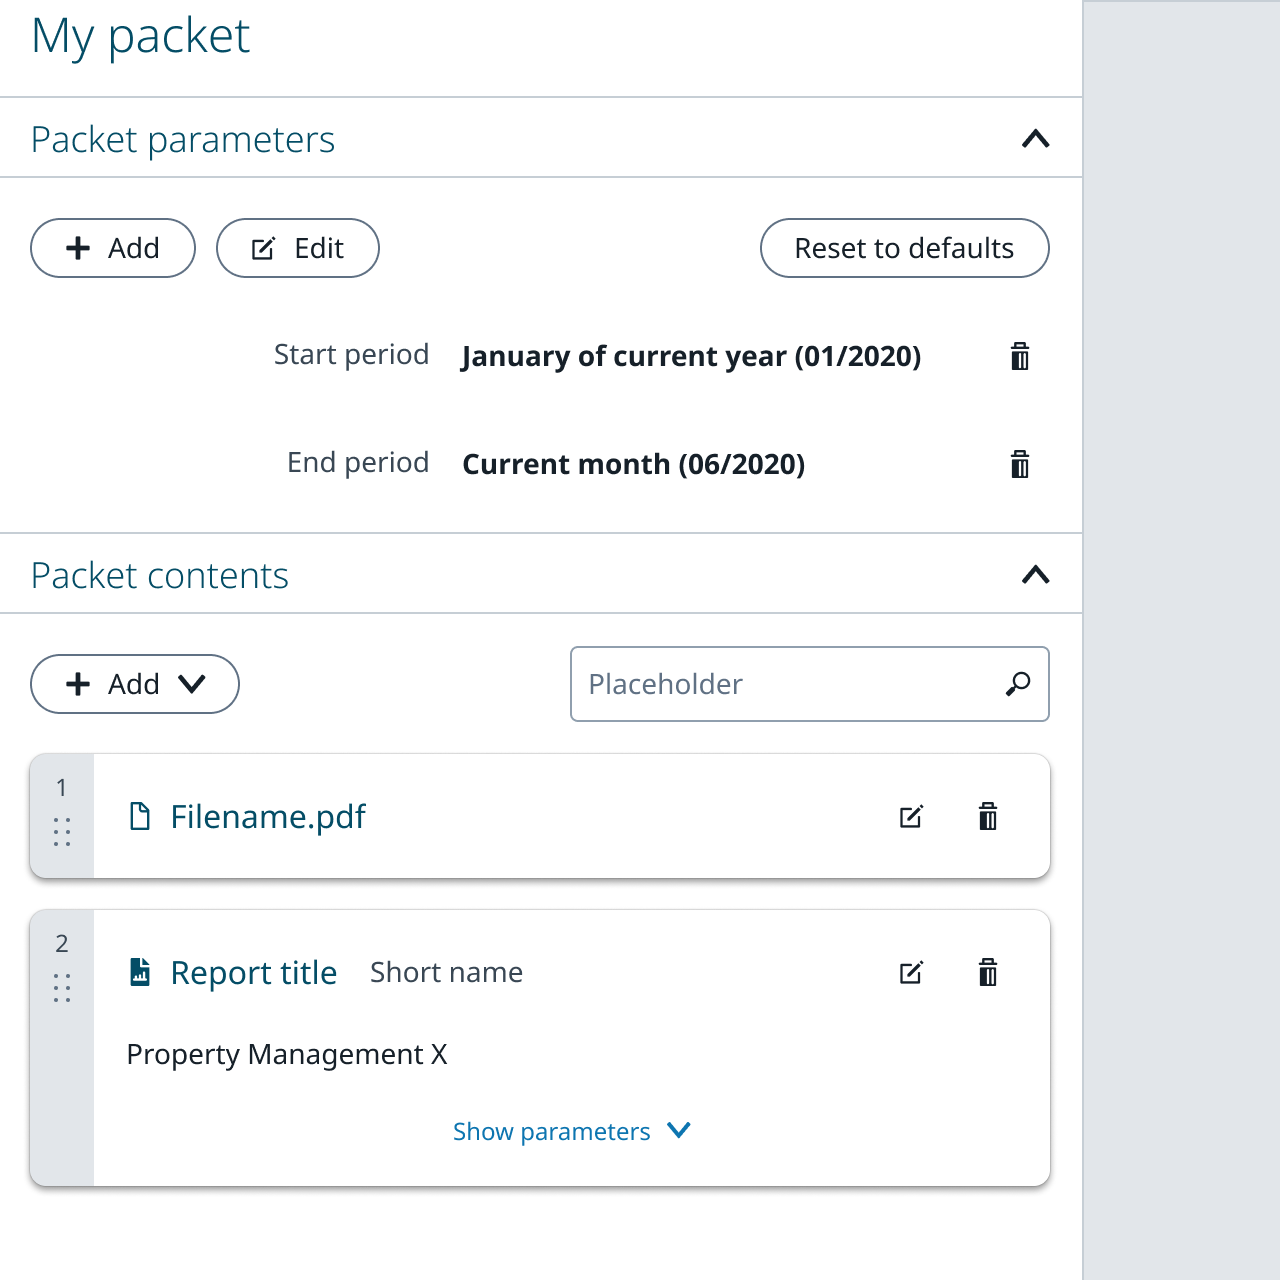 My packet
Packet parameters
Add
Edit
Reset to defaults
Start period January of current year (01/2020)
End period Current month (06/2020)
Packet contents
Add
Placeholder
1
Filename.pdf
2
Report title Short name
Property Management X
Show parameters